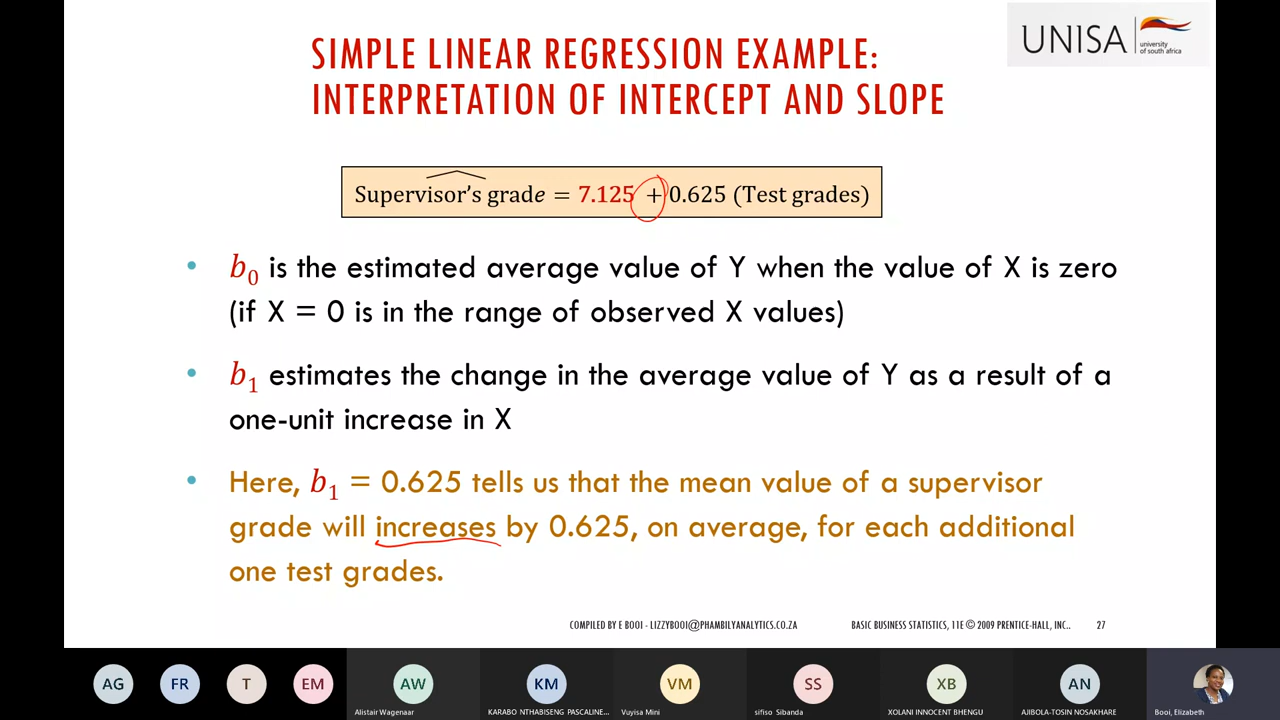 UNISA
university
of south africa
SIMPLE LINEAR REGRESSION EXAMPLE:
INTERPRETATION OF INTERCEPT AND SLOPE
Supervisor's grade = 7.125 + 0.625 (Test grades)
• b₀ is the estimated average value of Y when the value of X is zero
(if X = 0 is in the range of observed X values)
• b₁ estimates the change in the average value of Y as a result of a
one-unit increase in X
• Here, b₁ = 0.625 tells us that the mean value of a supervisor
grade will increases by 0.625, on average, for each additional
one test grades.
COMPILED BY E BOOI - LIZZYBOOI@PHAMBILYANALYTICS.CO.ZA BASIC BUSINESS STATISTICS, 11E © 2009 PRENTICE-HALL, INC.. 27
AG FR T EM AW KM VM SS XB AN
Alistair Wagenaar KARABO NTHABISENG PASCALINE... Vuyisa Mini sifiso Sibanda XOLANI INNOCENT BHENGU AJIBOLA-TOSIN NOSAKHARE Booi, Elizabeth